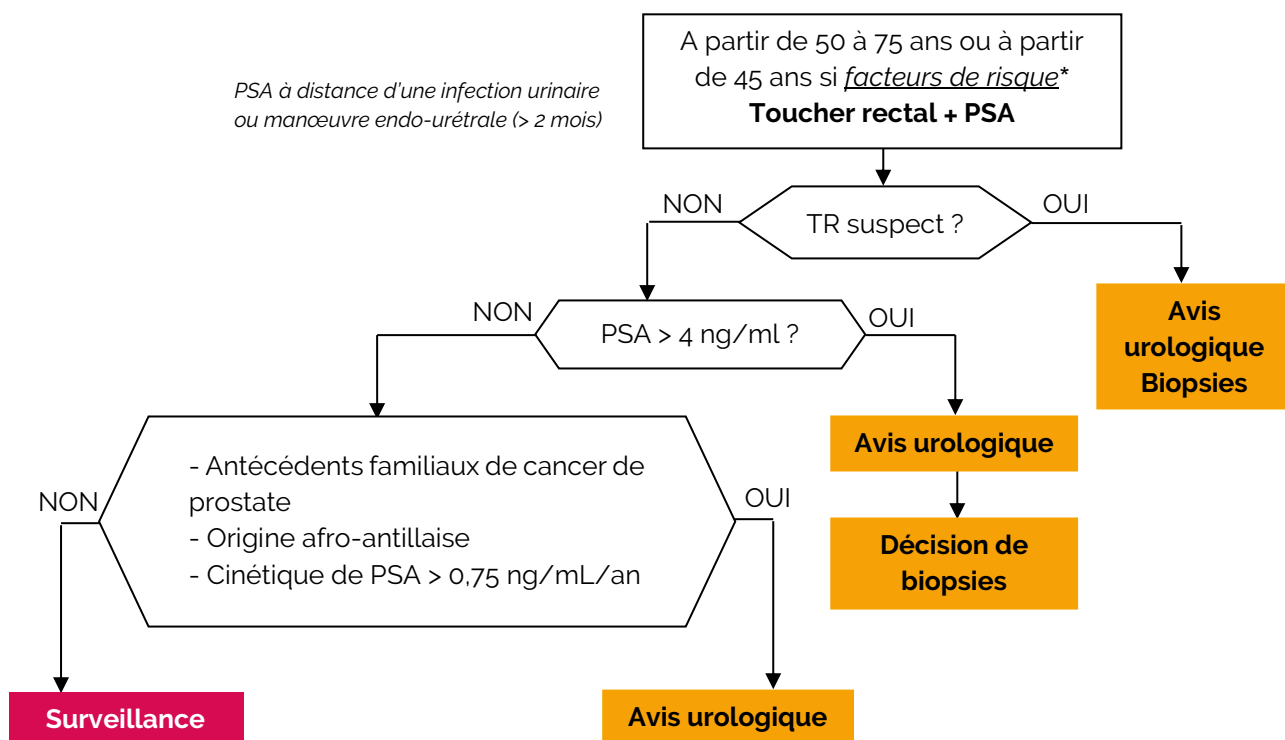 A partir de 50 à 75 ans ou à partir
de 45 ans si facteurs de risque*
Toucher rectal + PSA
PSA à distance d'une infection urinaire
ou manœuvre endo-urétrale (> 2 mois)
NON
TR suspect ?
OUI
NON
PSA > 4 ng/ml ?
OUI
Avis
urologique
Biopsies
- Antécédents familiaux de cancer de
prostate
- Origine afro-antillaise
- Cinétique de PSA > 0,75 ng/mL/an
NON
OUI
Avis urologique
Décision de
biopsies
Surveillance
Avis urologique